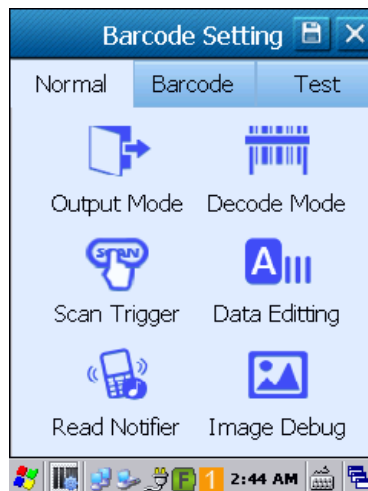 Barcode Setting
Normal Barcode Test
Output Mode Decode Mode
SCAN A
Scan Trigger Data Editting
Read Notifier Image Debug
F 1 2:44 AM